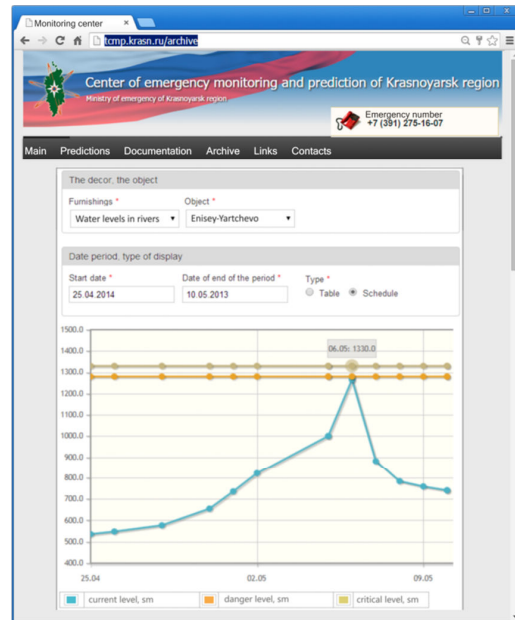 Monitoring center
tcmp.krasn.ru/archive
Center of emergency monitoring and prediction of Krasnoyarsk region
Ministry of emergency of Krasnoyarsk region
Emergency number
+7 (391) 275-16-07
Main Predictions Documentation Archive Links Contacts
The decor, the object
Furnishings * Object *
Water levels in rivers Enisey-Yartchevo
Date period, type of display
Start date * Date of end of the period * Type *
25.04.2014 10.05.2013 Table Schedule
1500.0
1400.0
06.05: 1330.0
1300.0
1200.0
1100.0
1000.0
900.0
800.0
700.0
600.0
500.0
400.0
25.04 02.05 09.05
current level, sm danger level, sm critical level, sm